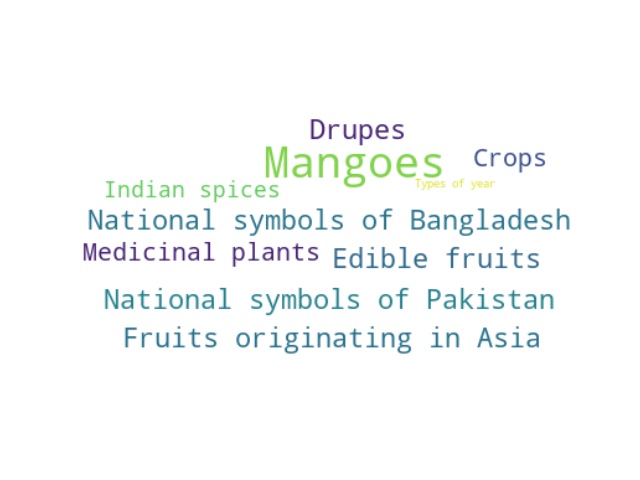 Drupes
Mangoes
Crops
Types of year
Indian spices
National symbols of Bangladesh
Medicinal plants
Edible fruits
National symbols of Pakistan
Fruits originating in Asia